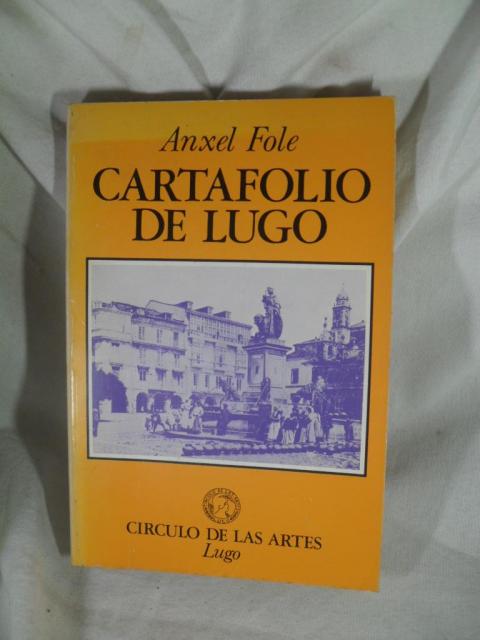 Anxel Fole
CARTAFOLIO
DE LUGO
CIRCULO DE LAS ARTES
Lugo